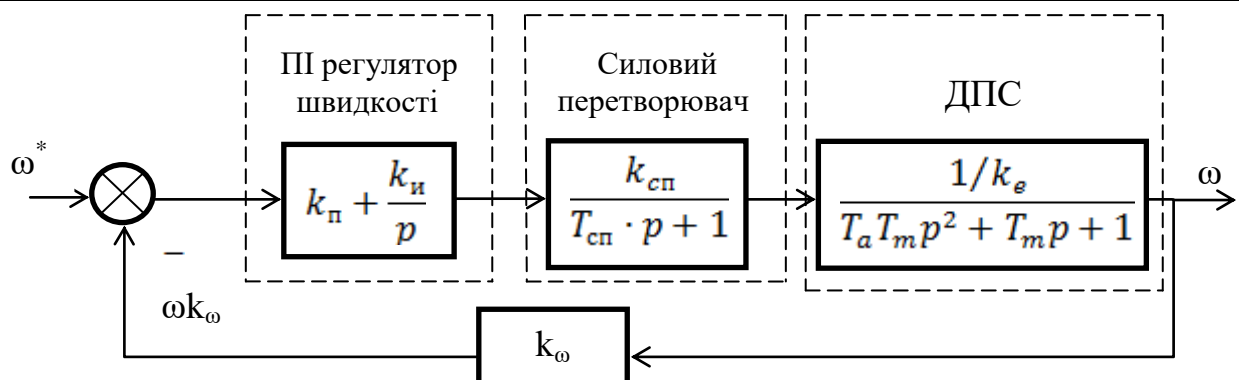 ПІ регулятор
швидкості
Силовий
перетворювач
ДПС
ω*
k_п + k_и/p
k_сп/(T_сп · p + 1)
(1/k_e)/(T_a T_m p² + T_m p + 1)
ω
−
ωk_ω
k_ω